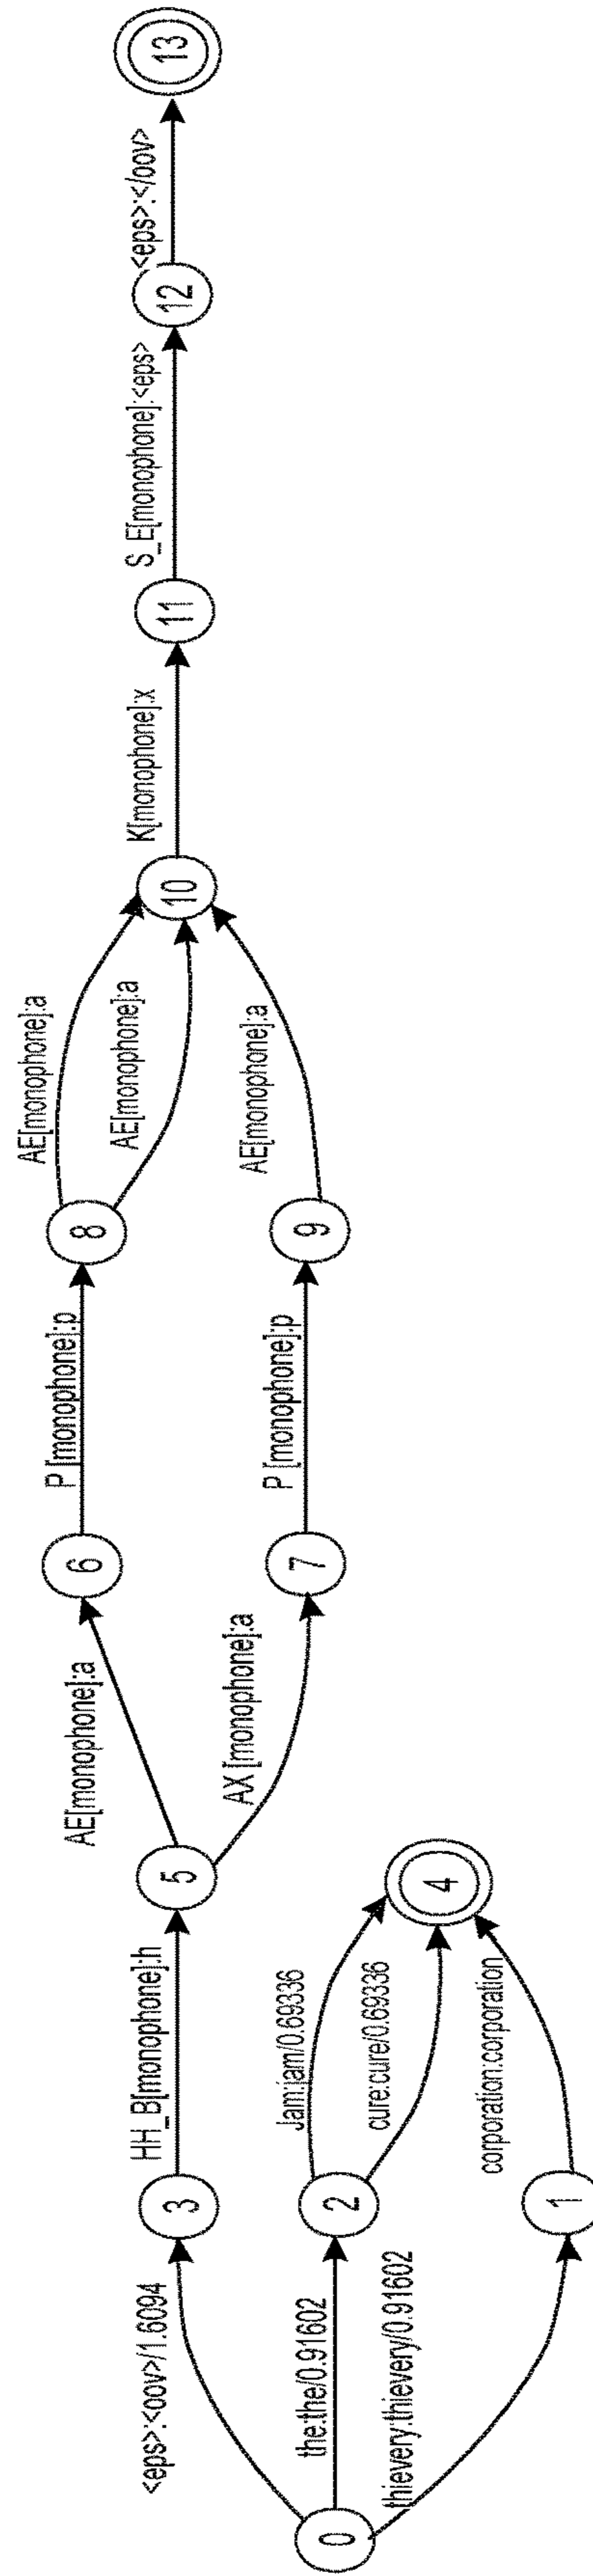 0
<eps>:<oov>/1.6094
the:the/0.91602
thievery:thievery/0.91602
3
2
1
HH_B[monophone]:h
Jam:jam/0.69336
cure:cure/0.69336
corporation:corporation
5
4
AE[monophone]:a
AX [monophone]:a
6
7
P [monophone]:p
P [monophone]:p
8
9
AE[monophone]:a
AE[monophone]:a
AE[monophone]:a
10
K[monophone]:x
11
S_E[monophone]:<eps>
12
<eps>:</oov>
13